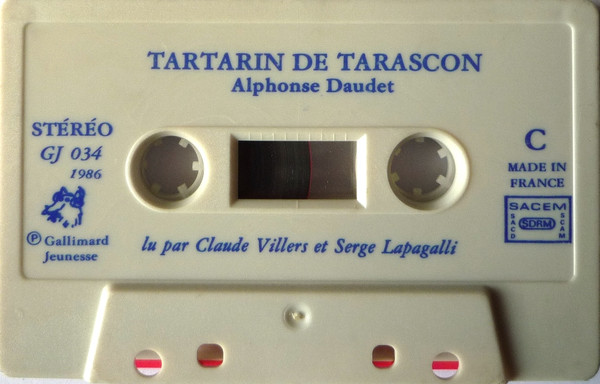 TARTARIN DE TARASCON
Alphonse Daudet
STÉRÉO
GJ 034
1986
Ⓟ Gallimard
Jeunesse
lu par Claude Villers et Serge Lapagalli
C
MADE IN
FRANCE
SACEM
SACD
SDRM
SCAM